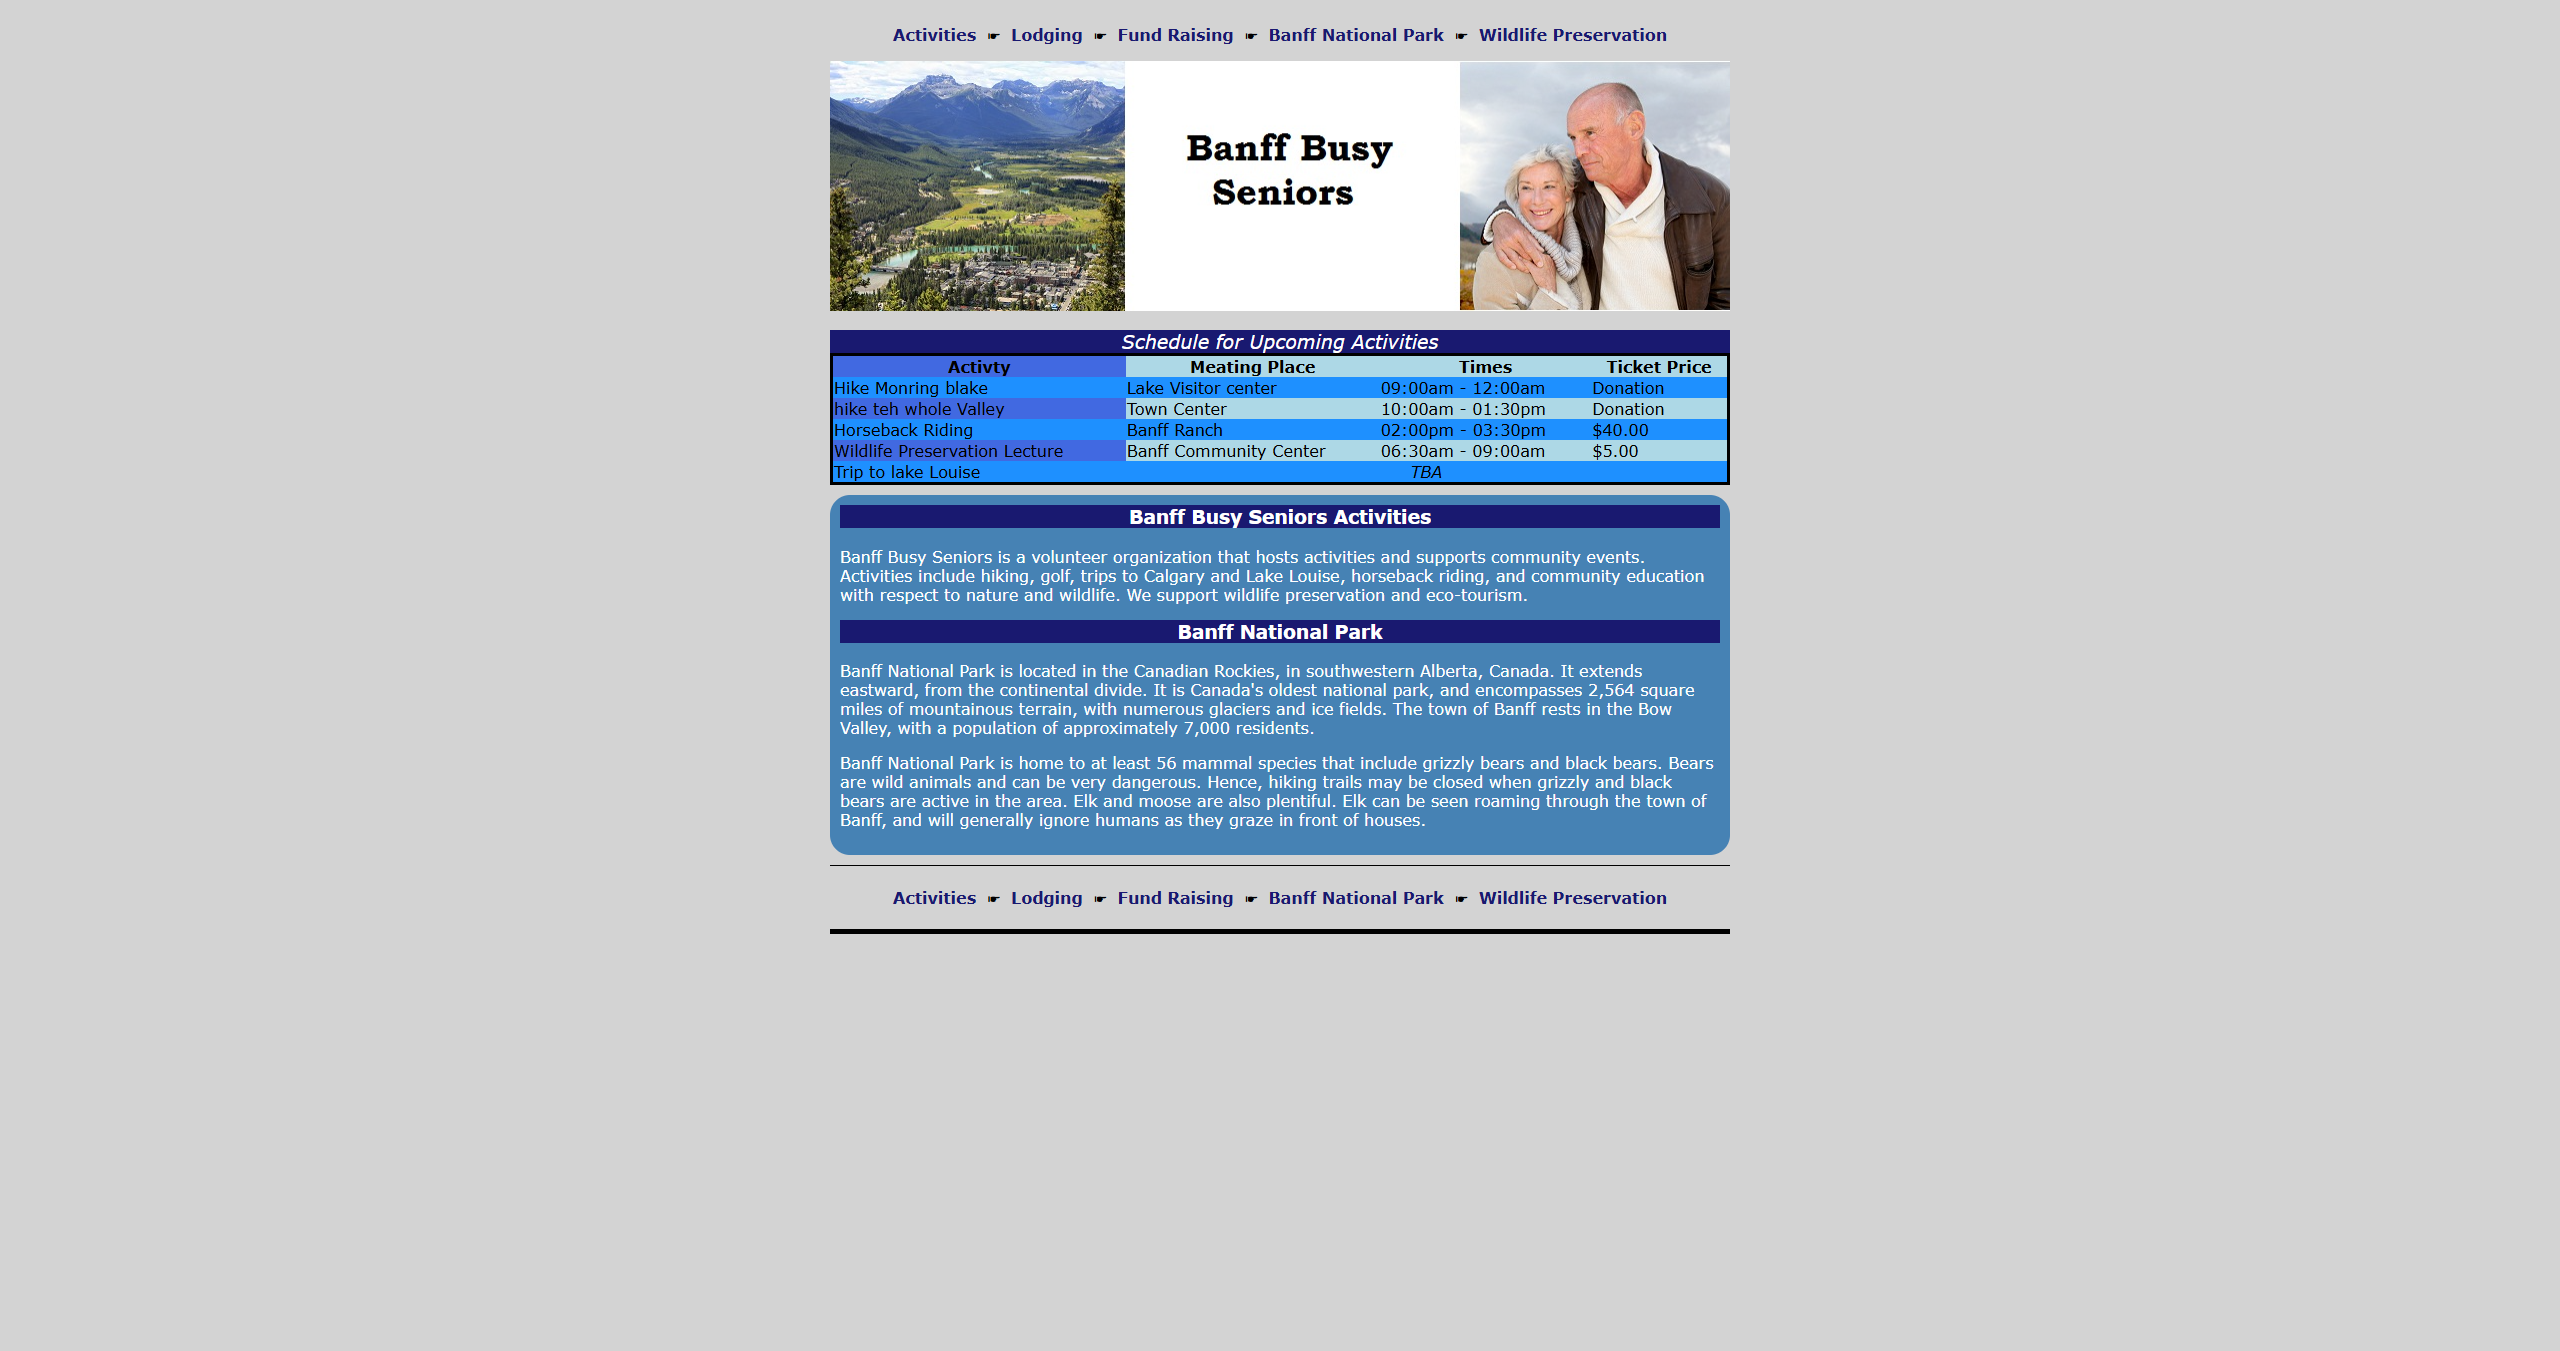 Activities ☛ Lodging ☛ Fund Raising ☛ Banff National Park ☛ Wildlife Preservation
Banff Busy
Seniors
Schedule for Upcoming Activities
Activty Meating Place Times Ticket Price
Hike Monring blake Lake Visitor center 09:00am - 12:00am Donation
hike teh whole Valley Town Center 10:00am - 01:30pm Donation
Horseback Riding Banff Ranch 02:00pm - 03:30pm $40.00
Wildlife Preservation Lecture Banff Community Center 06:30am - 09:00am $5.00
Trip to lake Louise TBA
Banff Busy Seniors Activities
Banff Busy Seniors is a volunteer organization that hosts activities and supports community events.
Activities include hiking, golf, trips to Calgary and Lake Louise, horseback riding, and community education
with respect to nature and wildlife. We support wildlife preservation and eco-tourism.
Banff National Park
Banff National Park is located in the Canadian Rockies, in southwestern Alberta, Canada. It extends
eastward, from the continental divide. It is Canada's oldest national park, and encompasses 2,564 square
miles of mountainous terrain, with numerous glaciers and ice fields. The town of Banff rests in the Bow
Valley, with a population of approximately 7,000 residents.
Banff National Park is home to at least 56 mammal species that include grizzly bears and black bears. Bears
are wild animals and can be very dangerous. Hence, hiking trails may be closed when grizzly and black
bears are active in the area. Elk and moose are also plentiful. Elk can be seen roaming through the town of
Banff, and will generally ignore humans as they graze in front of houses.
Activities ☛ Lodging ☛ Fund Raising ☛ Banff National Park ☛ Wildlife Preservation